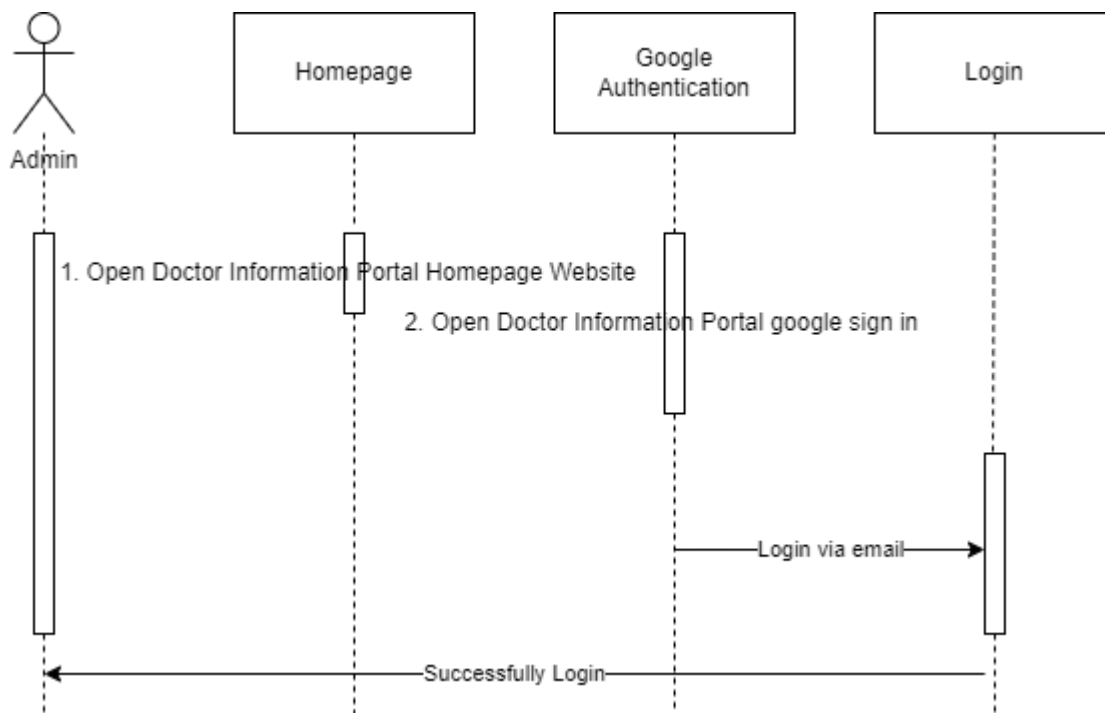 Homepage
Google
Authentication
Login
Admin
1. Open Doctor Information Portal Homepage Website
2. Open Doctor Information Portal google sign in
Login via email
Successfully Login